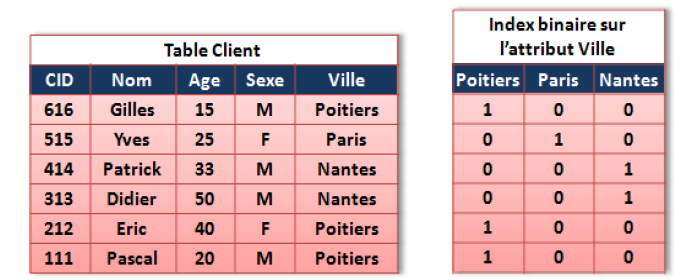 Table Client
CID Nom Age Sexe Ville
616 Gilles 15 M Poitiers
515 Yves 25 F Paris
414 Patrick 33 M Nantes
313 Didier 50 M Nantes
212 Eric 40 F Poitiers
111 Pascal 20 M Poitiers
Index binaire sur
l'attribut Ville
Poitiers Paris Nantes
1 0 0
0 1 0
0 0 1
0 0 1
1 0 0
1 0 0